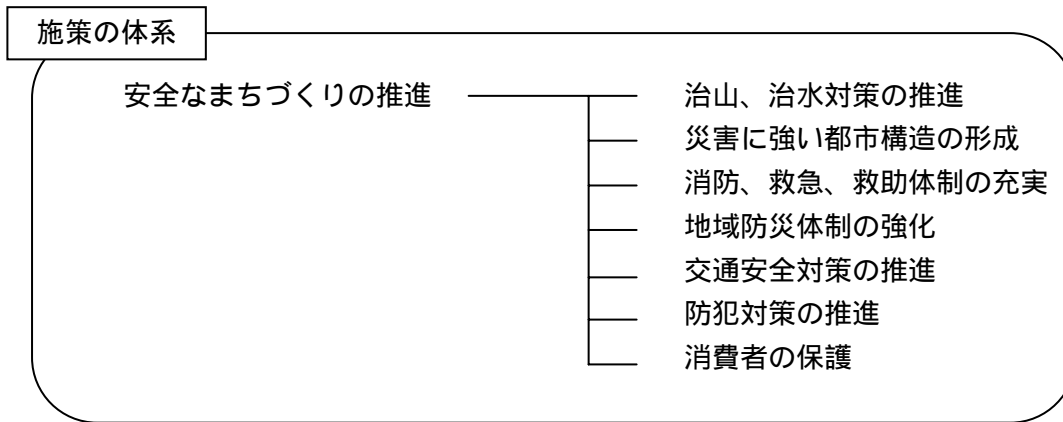 施策の体系
安全なまちづくりの推進
治山、治水対策の推進
災害に強い都市構造の形成
消防、救急、救助体制の充実
地域防災体制の強化
交通安全対策の推進
防犯対策の推進
消費者の保護